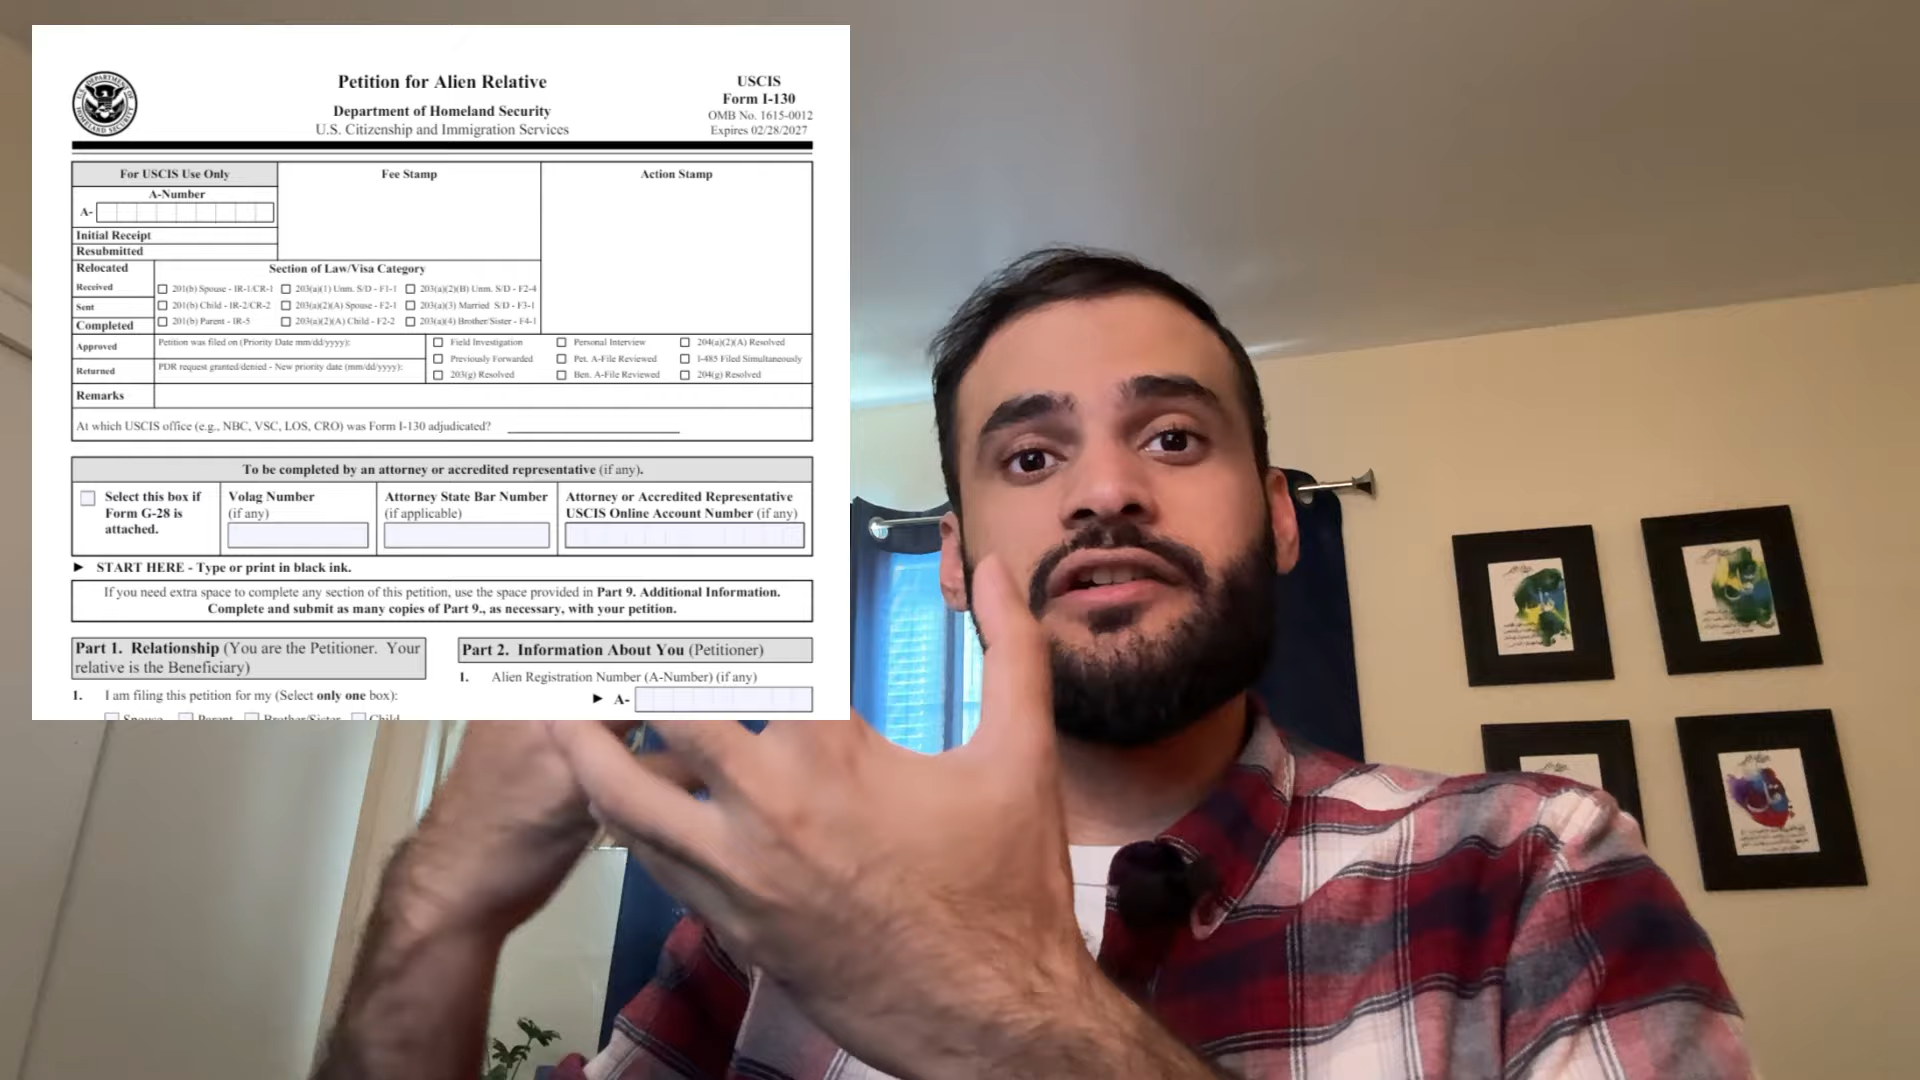 Petition for Alien Relative
Department of Homeland Security
U.S. Citizenship and Immigration Services
USCIS
Form I-130
OMB No. 1615-0012
Expires 02/28/2027
For USCIS Use Only
Fee Stamp
Action Stamp
A-Number
A-
Initial Receipt
Resubmitted
Relocated
Section of Law/Visa Category
Received
201(b) Spouse - IR-1/CR-1
203(a)(1) Unm. S/D - F1-1
203(a)(2)(B) Unm. S/D - F2-4
Sent
201(b) Child - IR-2/CR-2
203(a)(2)(A) Spouse - F2-1
203(a)(3) Married S/D - F3-1
Completed
201(b) Parent - IR-5
203(a)(2)(A) Child - F2-2
203(a)(4) Brother/Sister - F4-1
Approved
Petition was filed on (Priority Date mm/dd/yyyy):
Field Investigation
Personal Interview
204(a)(2)(A) Resolved
Previously Forwarded
Pet. A-File Reviewed
I-485 Filed Simultaneously
Returned
PDR request granted/denied - New priority date (mm/dd/yyyy):
203(g) Resolved
Ben. A-File Reviewed
204(g) Resolved
Remarks
At which USCIS office (e.g., NBC, VSC, LOS, CRO) was Form I-130 adjudicated?
To be completed by an attorney or accredited representative (if any).
Select this box if
Form G-28 is
attached.
Volag Number
(if any)
Attorney State Bar Number
(if applicable)
Attorney or Accredited Representative
USCIS Online Account Number (if any)
START HERE - Type or print in black ink.
If you need extra space to complete any section of this petition, use the space provided in Part 9. Additional Information.
Complete and submit as many copies of Part 9., as necessary, with your petition.
Part 1. Relationship (You are the Petitioner. Your
relative is the Beneficiary)
1. I am filing this petition for my (Select only one box):
Spouse Parent Brother/Sister Child
Part 2. Information About You (Petitioner)
1. Alien Registration Number (A-Number) (if any)
A-